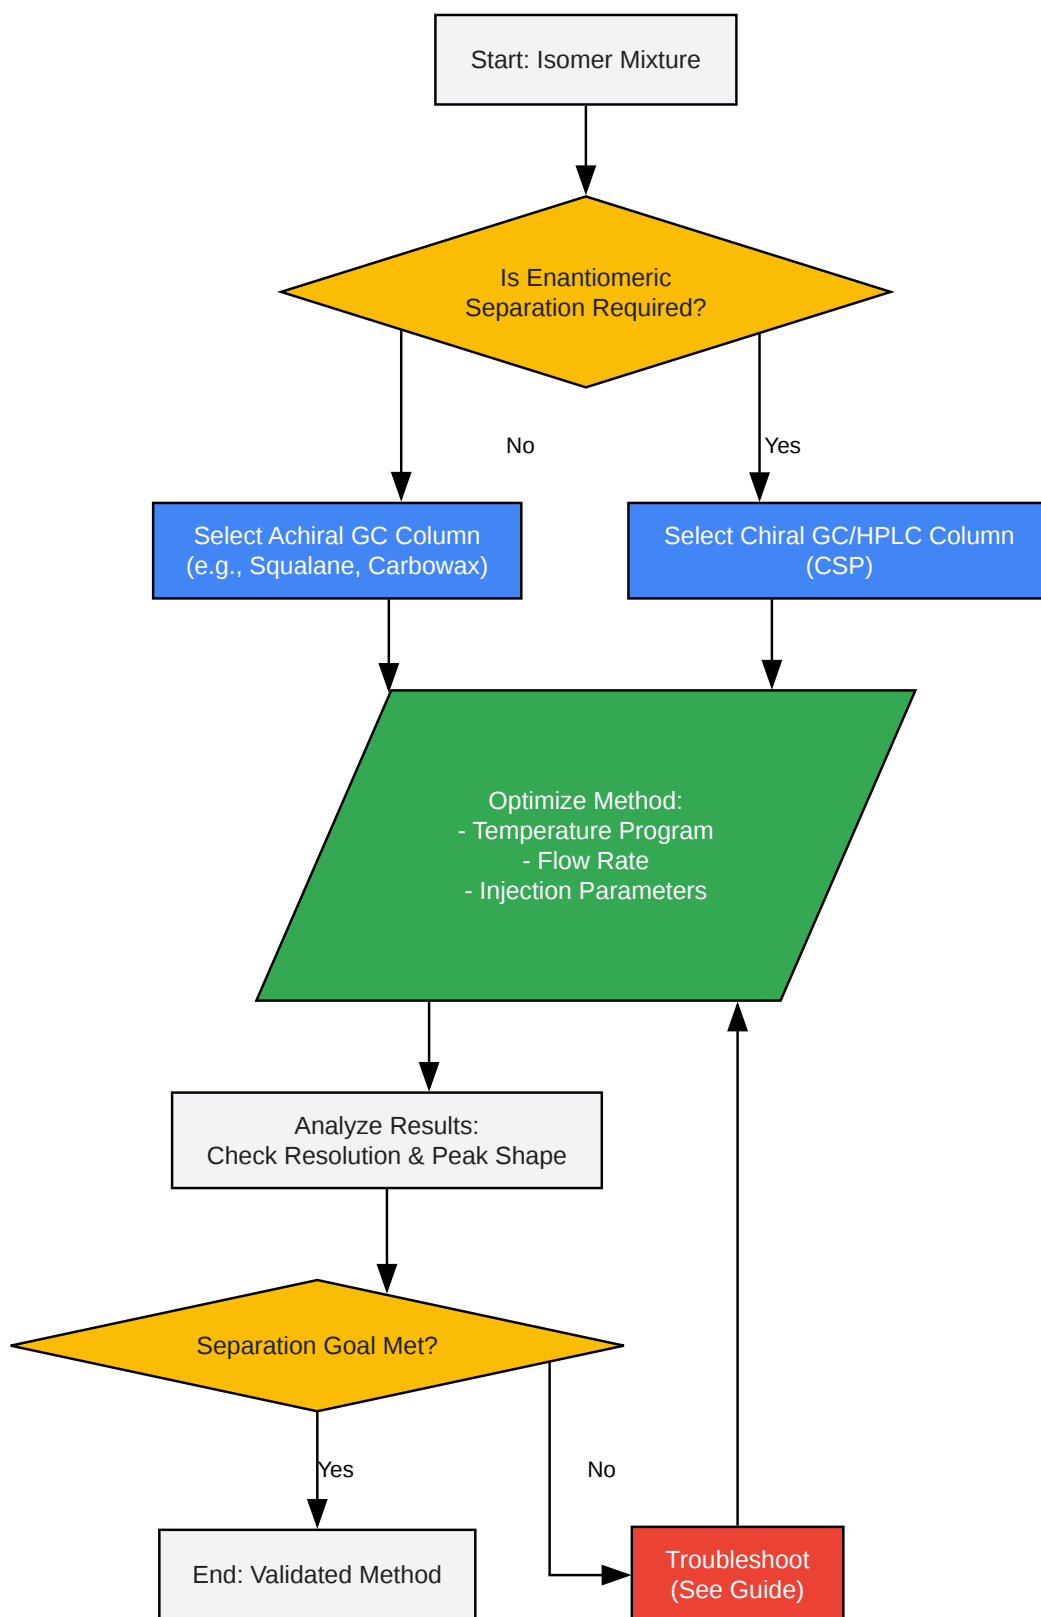 Start: Isomer Mixture
Is Enantiomeric
Separation Required?
No
Yes
Select Achiral GC Column
(e.g., Squalane, Carbowax)
Select Chiral GC/HPLC Column
(CSP)
Optimize Method:
- Temperature Program
- Flow Rate
- Injection Parameters
Analyze Results:
Check Resolution & Peak Shape
Separation Goal Met?
Yes
No
End: Validated Method
Troubleshoot
(See Guide)